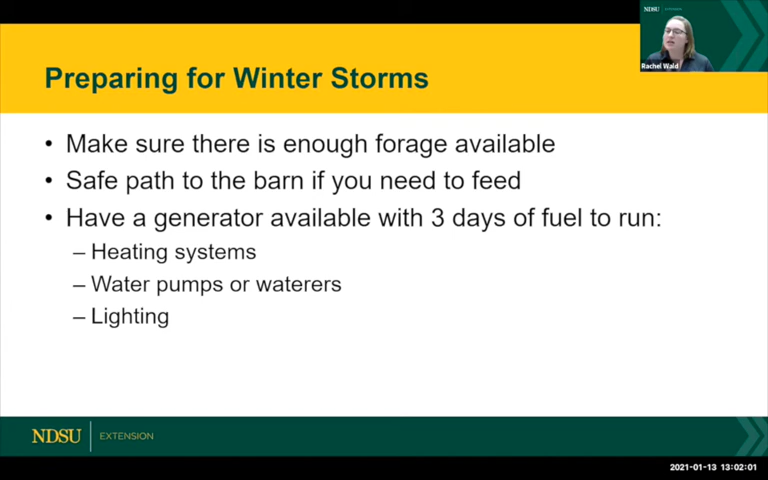 NDSU EXTENSION
Rachel Wald
Preparing for Winter Storms
• Make sure there is enough forage available
• Safe path to the barn if you need to feed
• Have a generator available with 3 days of fuel to run:
– Heating systems
– Water pumps or waterers
– Lighting
NDSU EXTENSION
2021-01-13 13:02:01